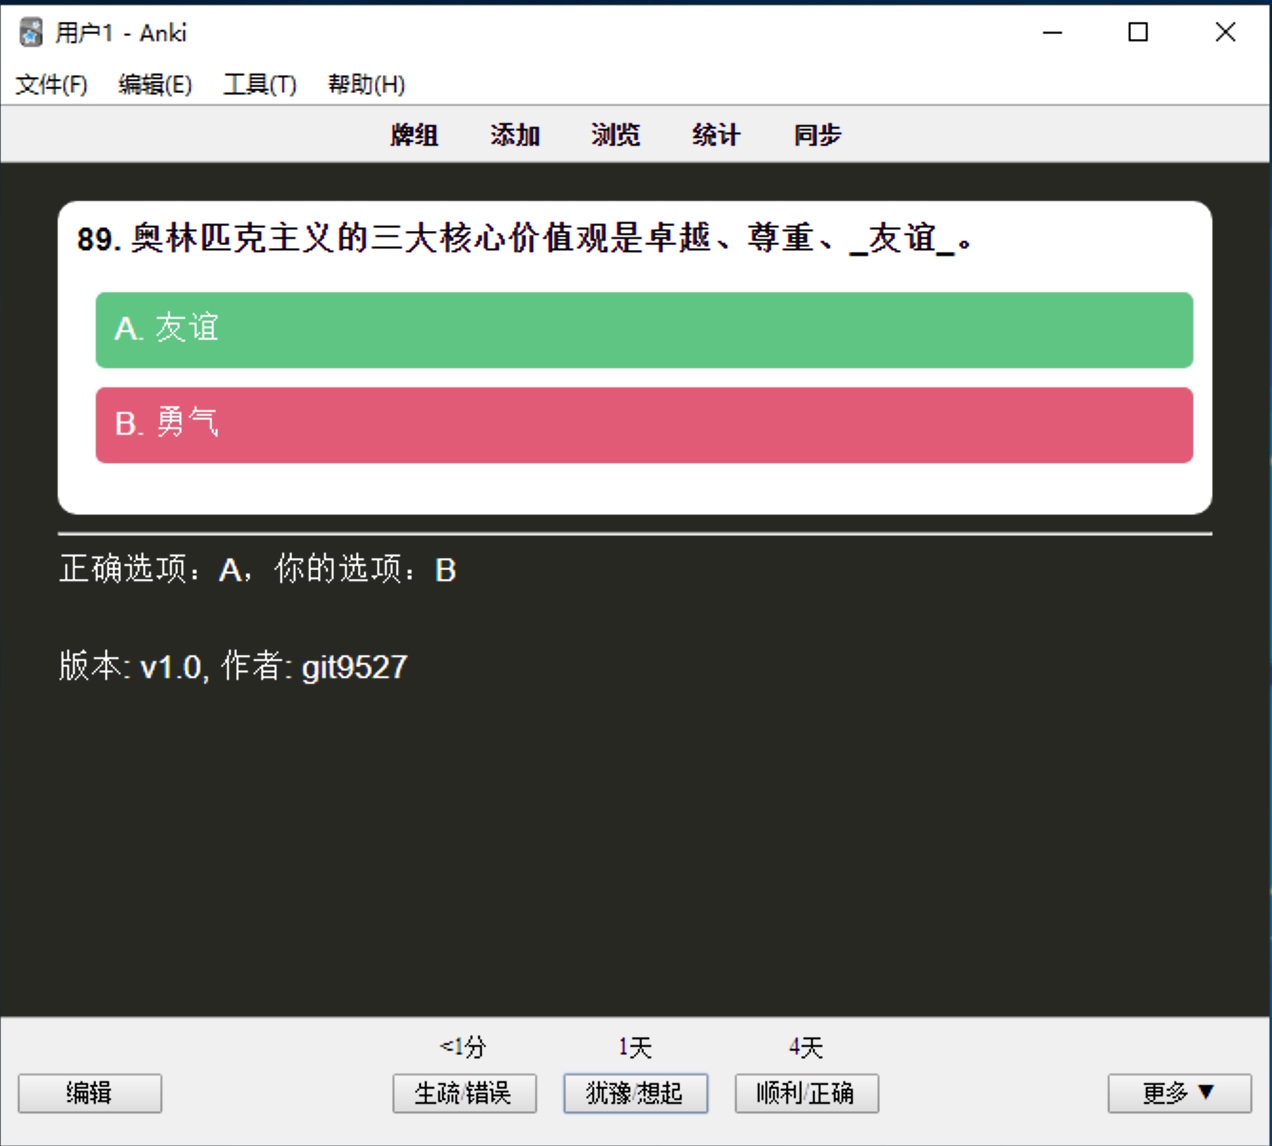 用户1 - Anki
文件(F) 编辑(E) 工具(T) 帮助(H)
牌组 添加 浏览 统计 同步
89. 奥林匹克主义的三大核心价值观是卓越、尊重、_友谊_。
A. 友谊
B. 勇气
正确选项：A，你的选项：B
版本: v1.0, 作者: git9527
<1分 1天 4天
编辑 生疏/错误 犹豫/想起 顺利/正确 更多 ▼